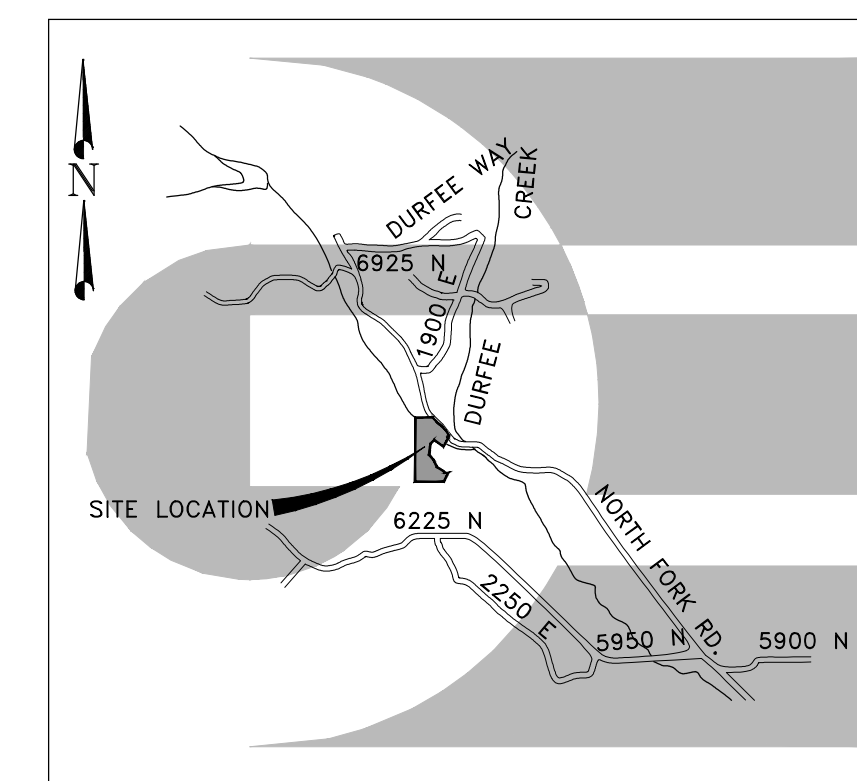 N
DURFEE WAY
CREEK
6925 N
1900 E
DURFEE
SITE LOCATION
6225 N
NORTH FORK RD.
2250 E
5950 N
5900 N